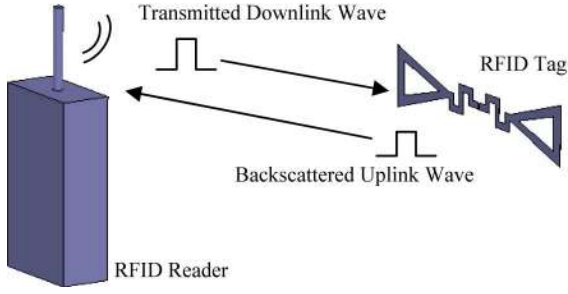 Transmitted Downlink Wave
RFID Tag
Backscattered Uplink Wave
RFID Reader